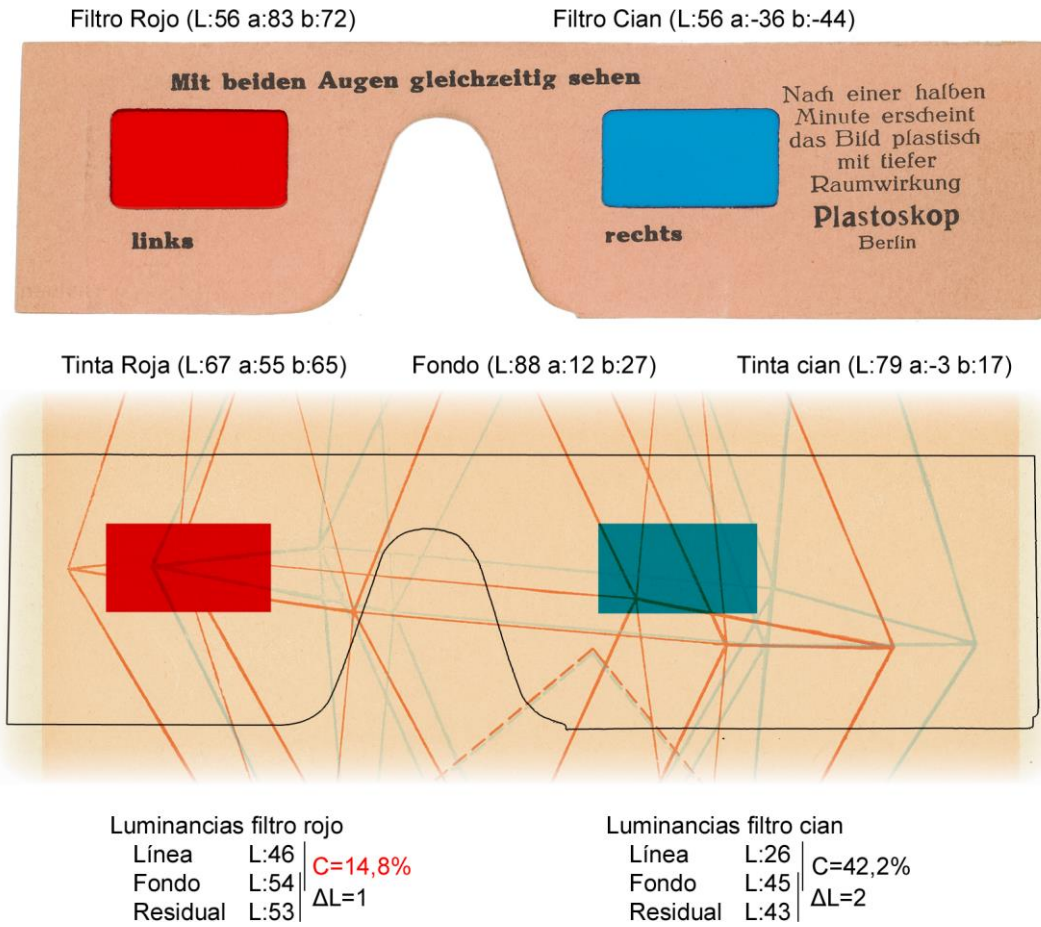 Filtro Rojo (L:56 a:83 b:72)
Filtro Cian (L:56 a:-36 b:-44)
Mit beiden Augen gleichzeitig sehen
Nach einer halben
Minute erscheint
das Bild plastisch
mit tiefer
Raumwirkung
Plastoskop
Berlin
links
rechts
Tinta Roja (L:67 a:55 b:65)
Fondo (L:88 a:12 b:27)
Tinta cian (L:79 a:-3 b:17)
Luminancias filtro rojo
Línea L:46
Fondo L:54
Residual L:53
C=14,8%
ΔL=1
Luminancias filtro cian
Línea L:26
Fondo L:45
Residual L:43
C=42,2%
ΔL=2